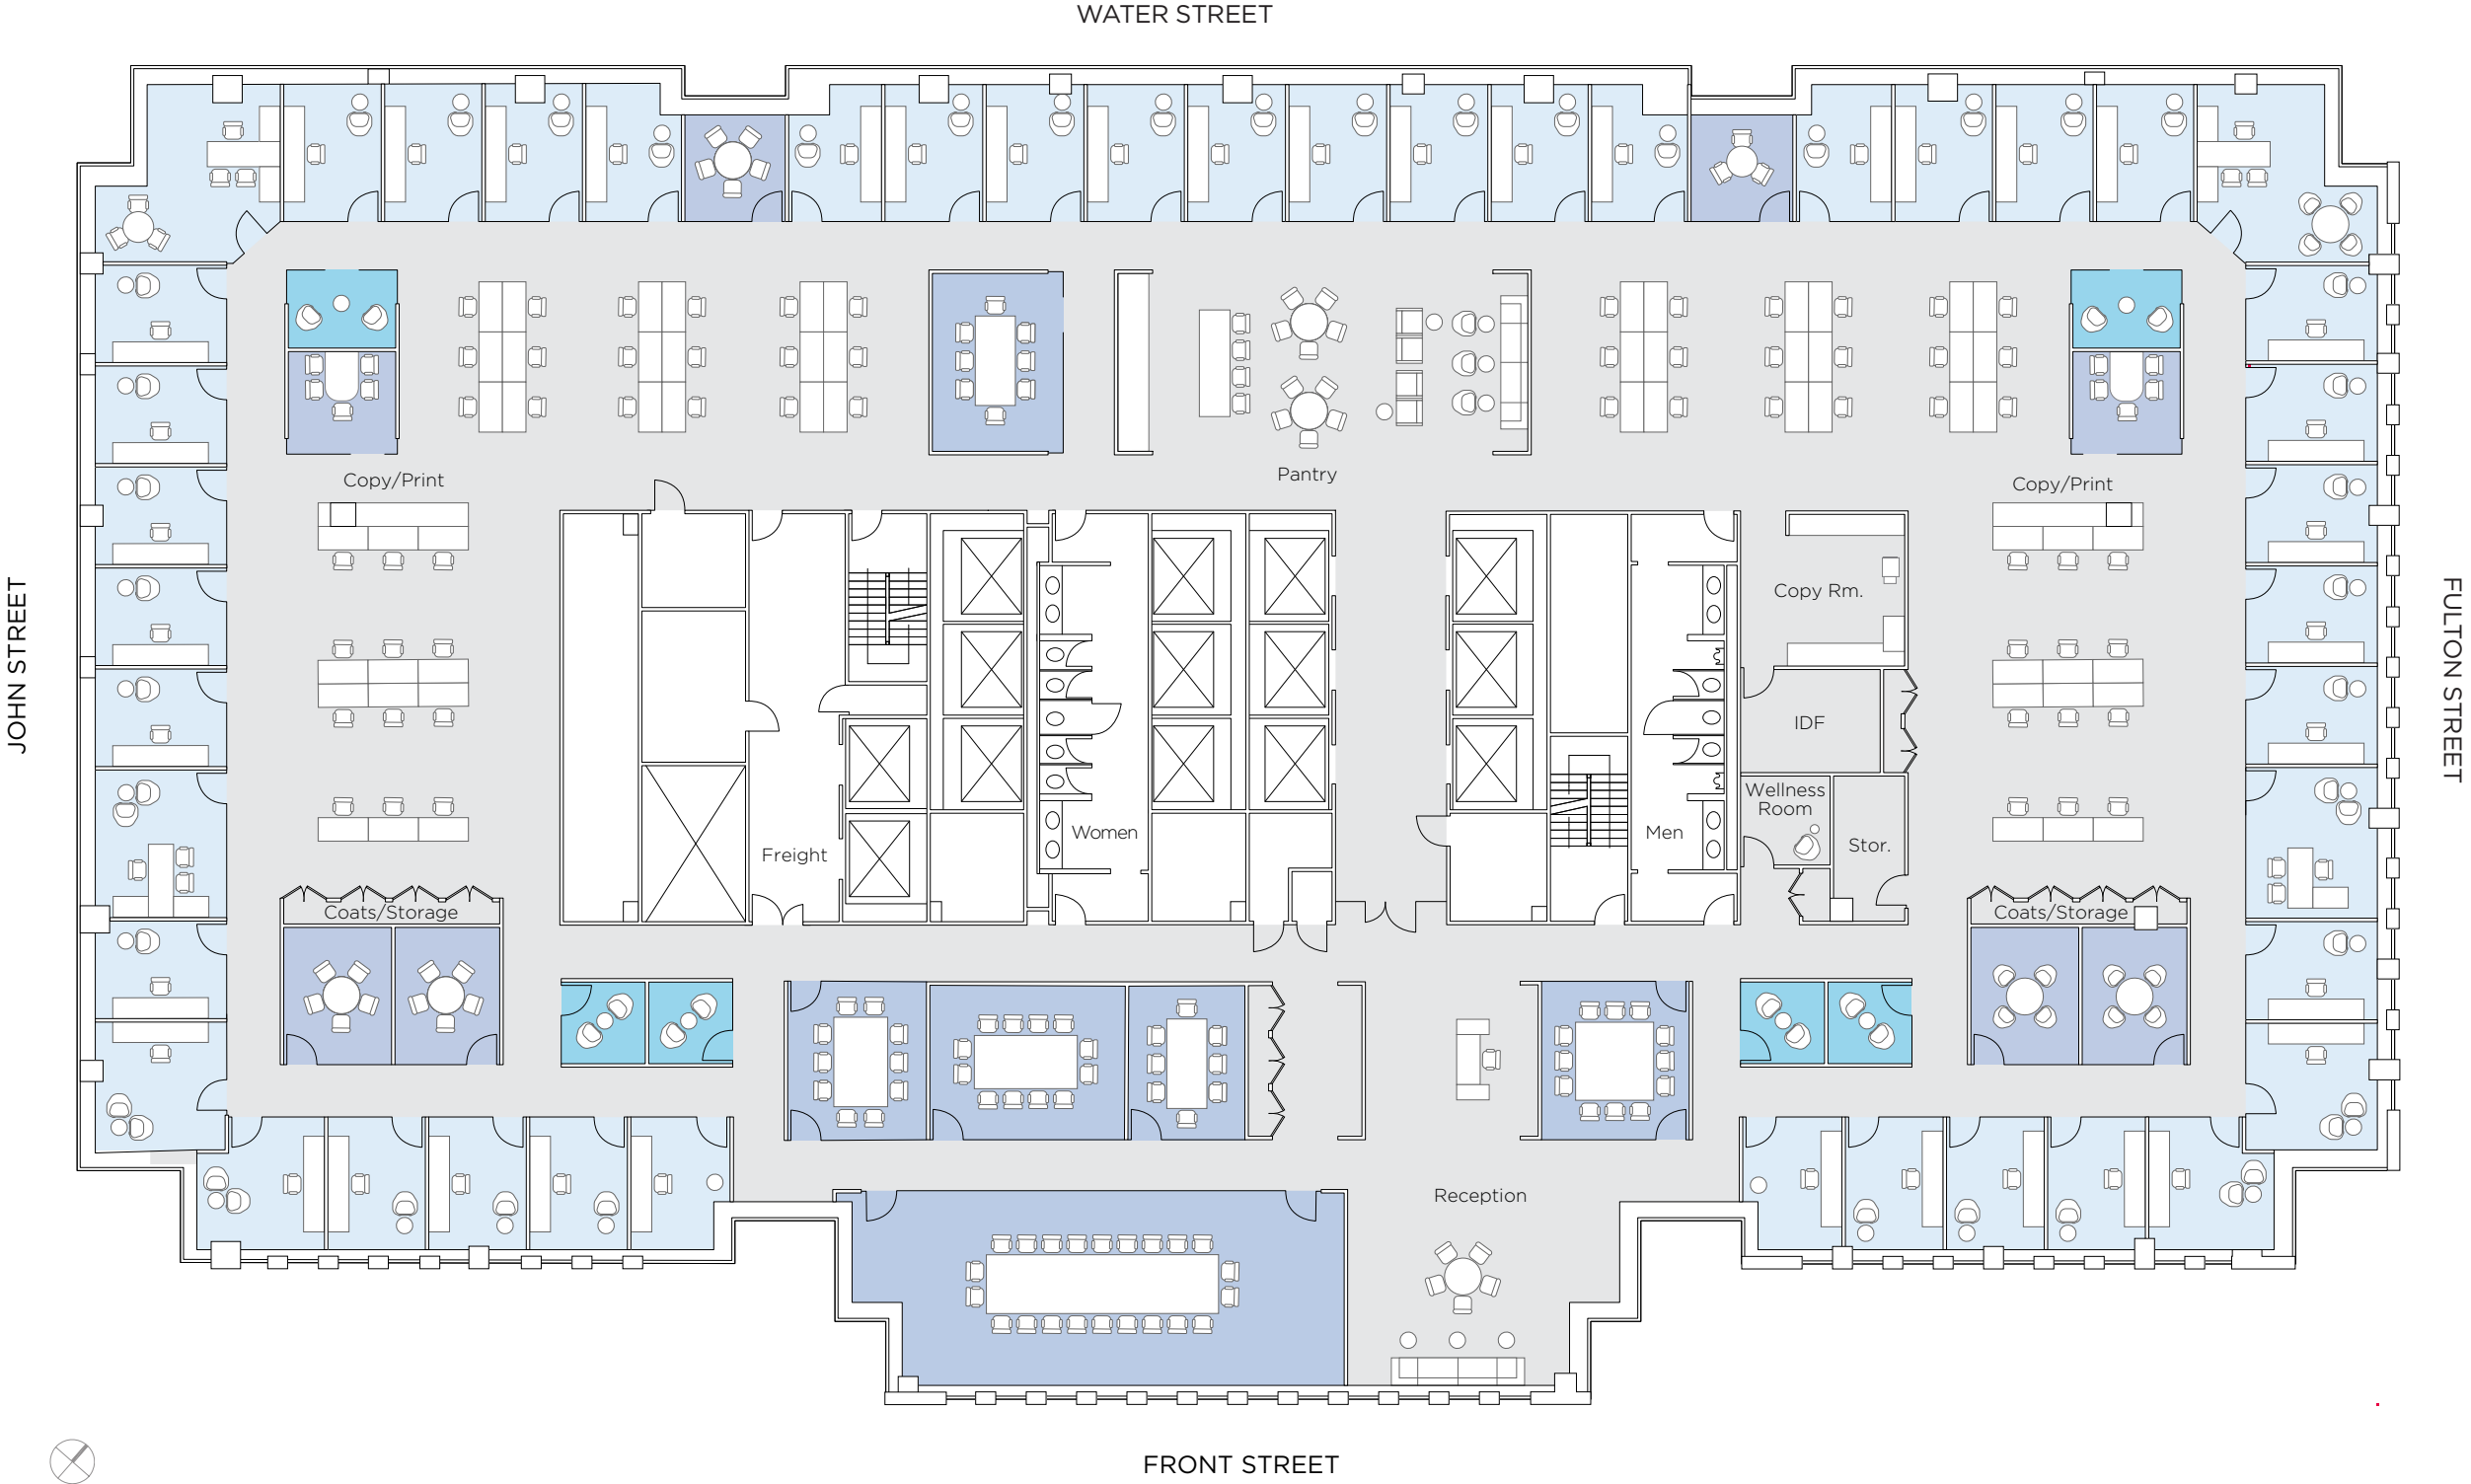 WATER STREET
Copy/Print
Pantry
Copy/Print
JOHN STREET
FULTON STREET
Copy Rm.
IDF
Wellness
Room
Women
Men
Stor.
Freight
Coats/Storage
Coats/Storage
Reception
FRONT STREET